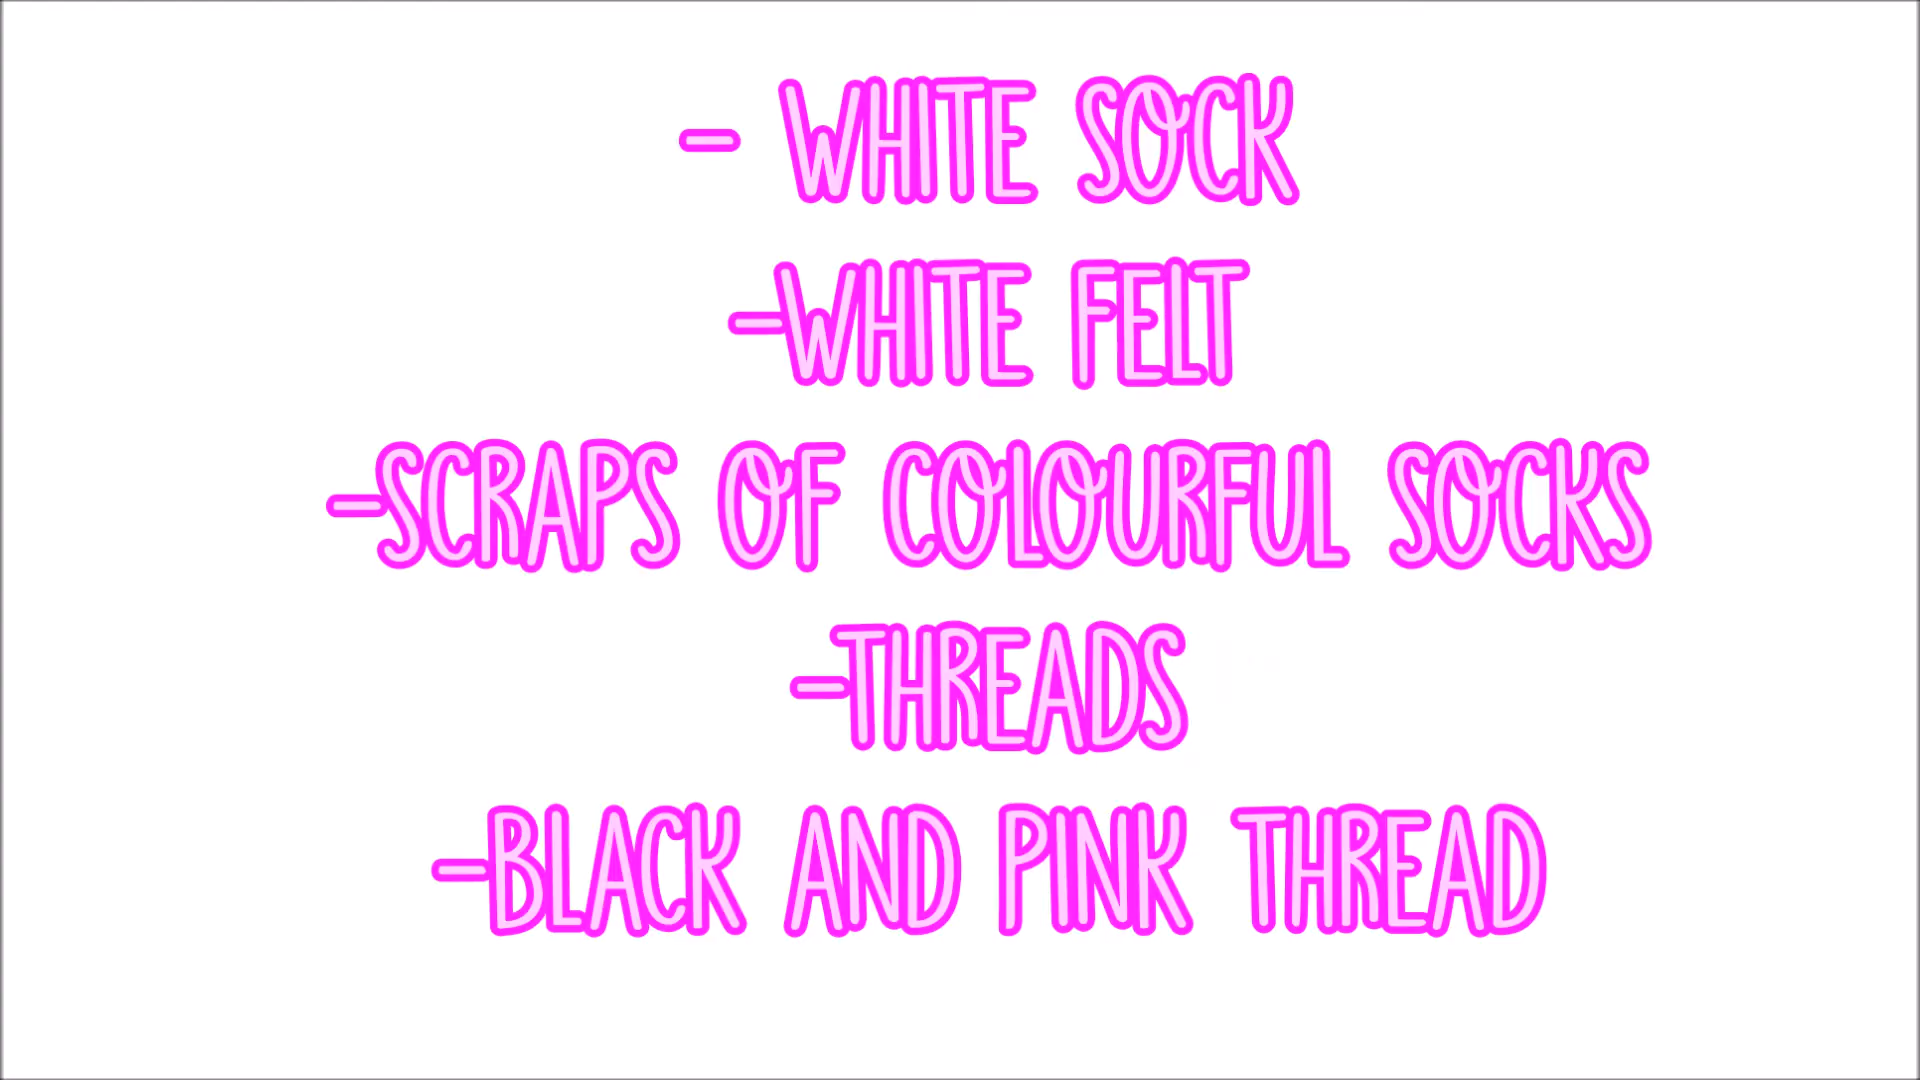 - WHITE SOCK
-WHITE FELT
-SCRAPS OF COLOURFUL SOCKS
-THREADS
-BLACK AND PINK THREAD